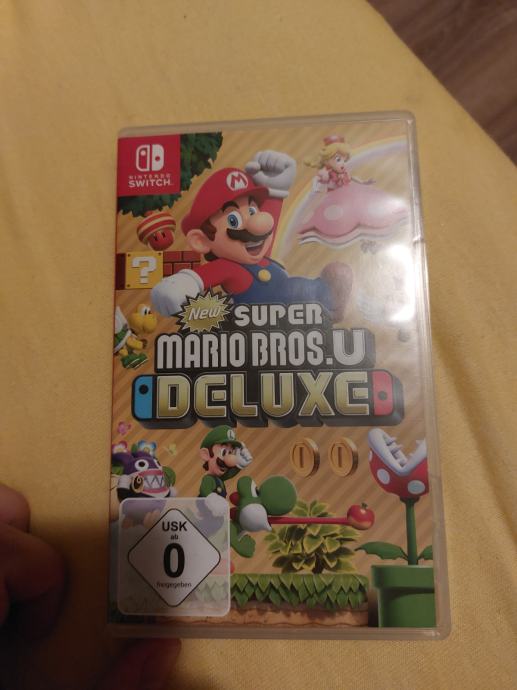 NINTENDO
SWITCH
?
M
New SUPER
MARIO BROS.U
DELUXE
USK
ab
0
freigegeben